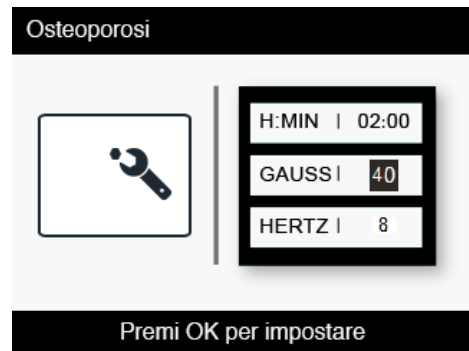 Osteoporosi
H:MIN | 02:00
GAUSS | 40
HERTZ | 8
Premi OK per impostare